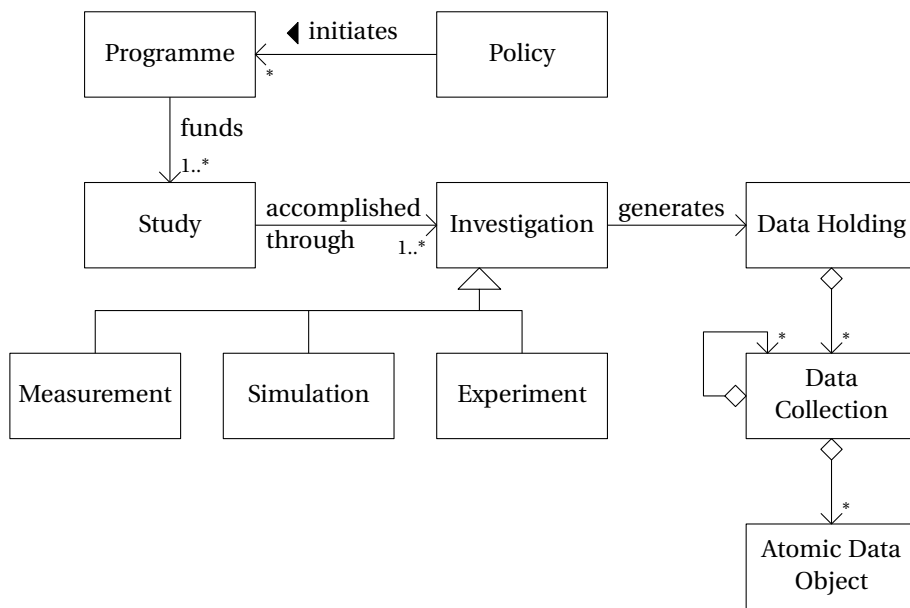 Programme
initiates
Policy
*
funds
1..*
Study
accomplished
through
1..*
Investigation
generates
Data Holding
*
*
Measurement
Simulation
Experiment
Data
Collection
*
Atomic Data
Object